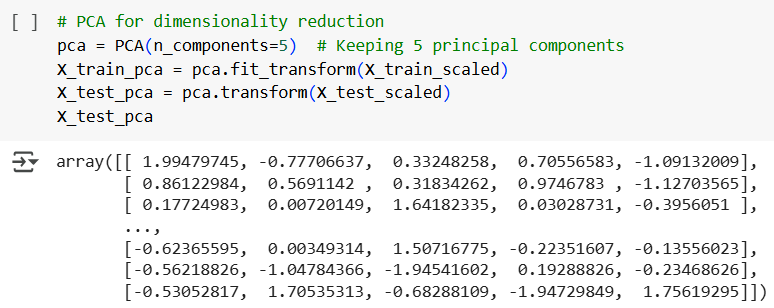 [ ] # PCA for dimensionality reduction
pca = PCA(n_components=5)  # Keeping 5 principal components
X_train_pca = pca.fit_transform(X_train_scaled)
X_test_pca = pca.transform(X_test_scaled)
X_test_pca
array([[ 1.99479745, -0.77706637,  0.33248258,  0.70556583, -1.09132009],
       [ 0.86122984,  0.5691142 ,  0.31834262,  0.9746783 , -1.12703565],
       [ 0.17724983,  0.00720149,  1.64182335,  0.03028731, -0.3956051 ],
       ...,
       [-0.62365595,  0.00349314,  1.50716775, -0.22351607, -0.13556023],
       [-0.56218826, -1.04784366, -1.94541602,  0.19288826, -0.23468626],
       [-0.53052817,  1.70535313, -0.68288109, -1.94729849,  1.75619295]])